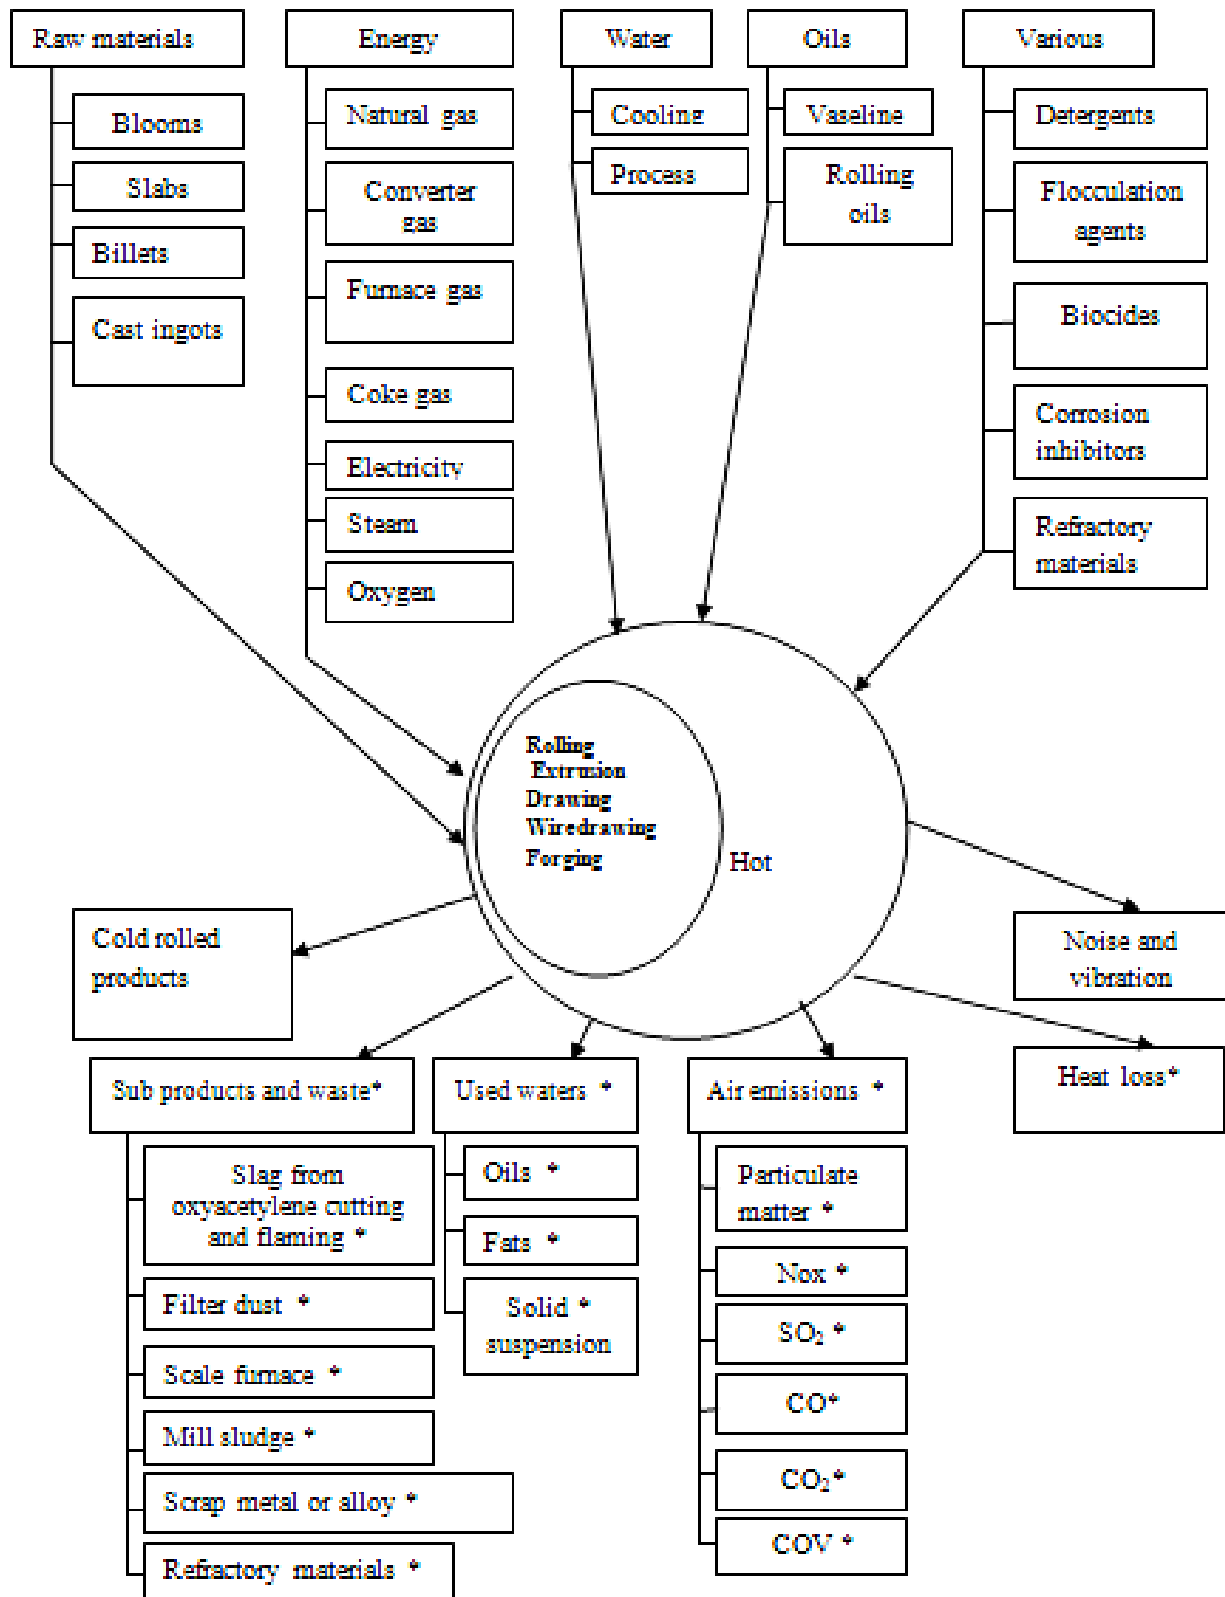 Raw materials
Energy
Water
Oils
Various
Blooms
Slabs
Billets
Cast ingots
Natural gas
Converter
gas
Furnace gas
Coke gas
Electricity
Steam
Oxygen
Cooling
Process
Vaseline
Rolling
oils
Detergents
Flocculation
agents
Biocides
Corrosion
inhibitors
Refractory
materials
Rolling
Extrusion
Drawing
Wiredrawing
Forging
Hot
Cold rolled
products
Noise and
vibration
Heat loss*
Sub products and waste*
Slag from
oxyacetylene cutting
and flaming *
Filter dust *
Scale furnace *
Mill sludge *
Scrap metal or alloy *
Refractory materials *
Used waters *
Oils *
Fats *
Solid *
suspension
Air emissions *
Particulate
matter *
Nox *
SO₂ *
CO*
CO₂*
COV *